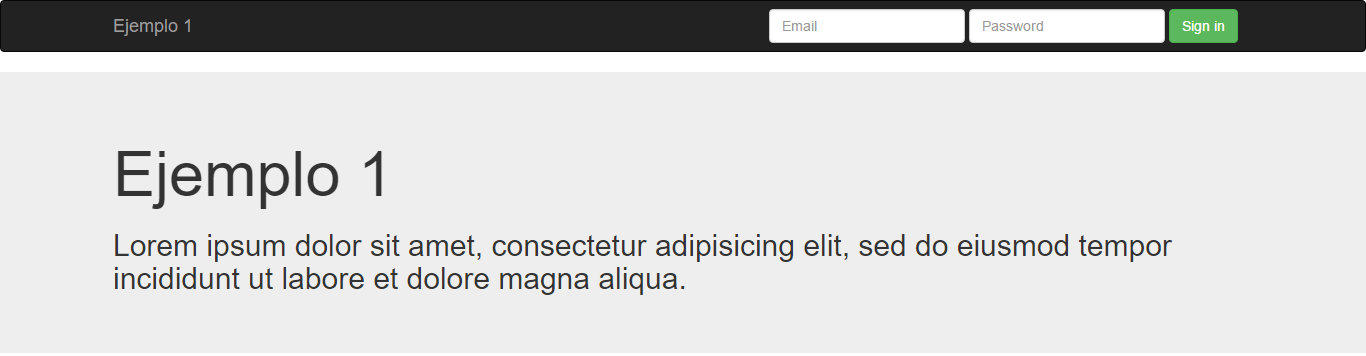 Ejemplo 1
Email
Password
Sign in
Ejemplo 1
Lorem ipsum dolor sit amet, consectetur adipisicing elit, sed do eiusmod tempor
incididunt ut labore et dolore magna aliqua.